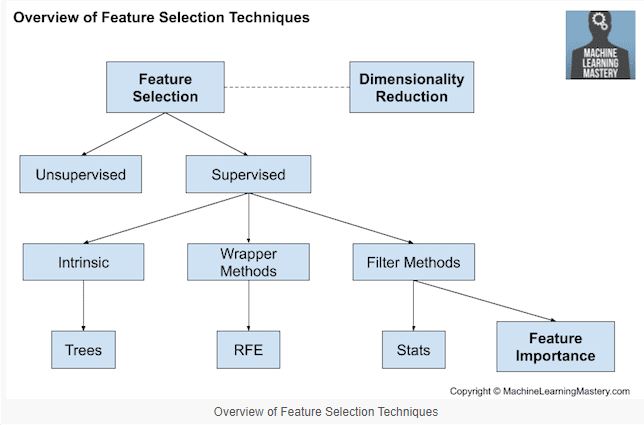 Overview of Feature Selection Techniques
MACHINE
LEARNING
MASTERY
Feature
Selection
Dimensionality
Reduction
Unsupervised
Supervised
Intrinsic
Wrapper
Methods
Filter Methods
Trees
RFE
Stats
Feature
Importance
Copyright © MachineLearningMastery.com
Overview of Feature Selection Techniques